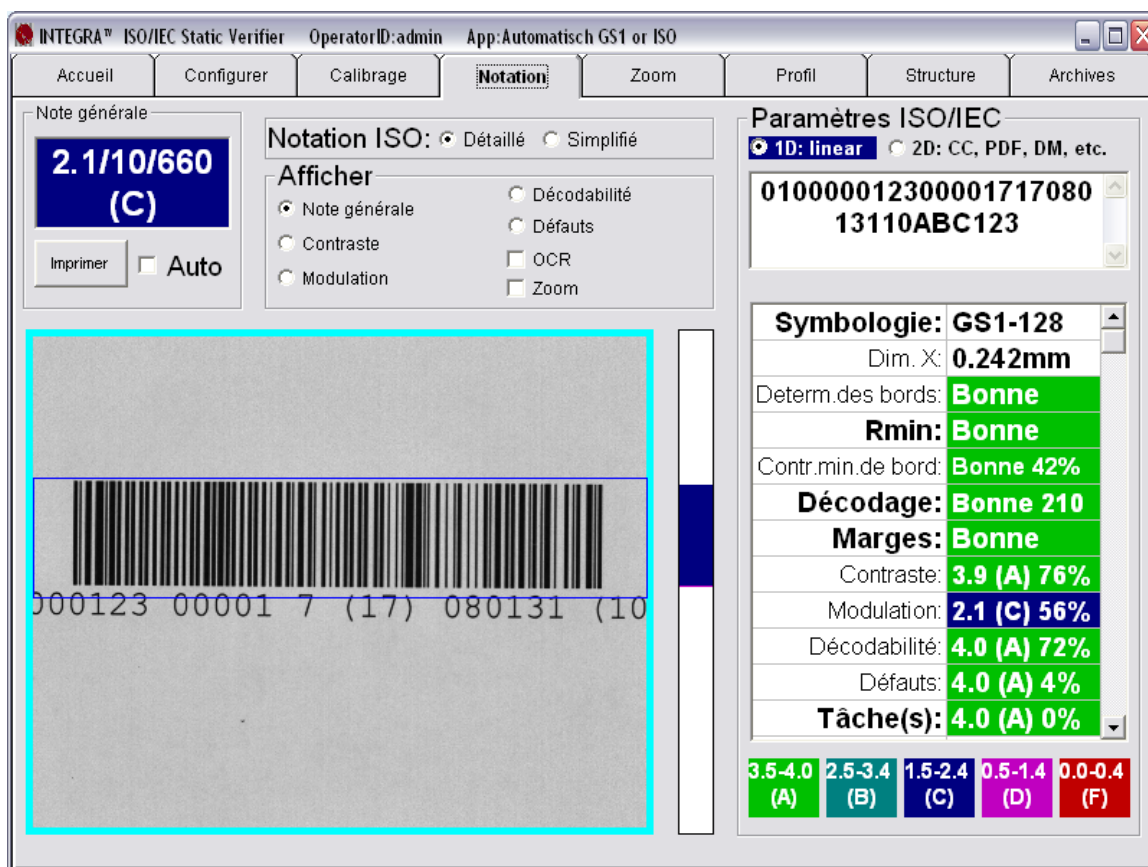 INTEGRA™ ISO/IEC Static Verifier OperatorID:admin App:Automatisch GS1 or ISO
Accueil Configurer Calibrage Notation Zoom Profil Structure Archives
Note générale
2.1/10/660
(C)
Imprimer Auto
Notation ISO: Détaillé Simplifié
Afficher
Note générale
Contraste
Modulation
Décodabilité
Défauts
OCR
Zoom
000123 00001 7 (17) 080131 (10
Paramètres ISO/IEC
1D: linear 2D: CC, PDF, DM, etc.
01000001230000171 7080
13110ABC123
Symbologie: GS1-128
Dim. X: 0.242mm
Determ.des bords: Bonne
Rmin: Bonne
Contr.min.de bord: Bonne 42%
Décodage: Bonne 210
Marges: Bonne
Contraste: 3.9 (A) 76%
Modulation: 2.1 (C) 56%
Décodabilité: 4.0 (A) 72%
Défauts: 4.0 (A) 4%
Tâche(s): 4.0 (A) 0%
3.5-4.0 2.5-3.4 1.5-2.4 0.5-1.4 0.0-0.4
(A) (B) (C) (D) (F)